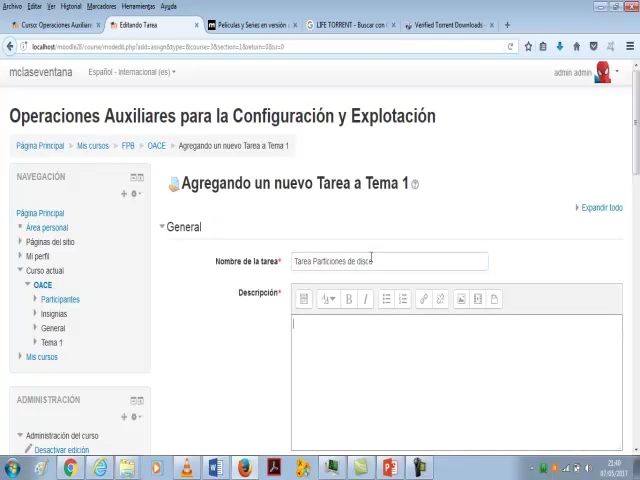 Archivo Editar Ver Historial Marcadores Herramientas Ayuda
Curso: Operaciones Auxiliare
Editando Tarea
Películas y Series en versión
LIFE TORRENT - Buscar con
Verified Torrent Downloads -
localhost/moodle28/course/modedit.php?add=assign&type=&course=3&section=1&return=0&sr=0
mclaseventana
Español - Internacional (es)
admin admin
Operaciones Auxiliares para la Configuración y Explotación
Página Principal Mis cursos FPB OACE Agregando un nuevo Tarea a Tema 1
NAVEGACIÓN
Página Principal
Área personal
Páginas del sitio
Mi perfil
Curso actual
OACE
Participantes
Insignias
General
Tema 1
Mis cursos
ADMINISTRACIÓN
Administración del curso
Desactivar edición
Agregando un nuevo Tarea a Tema 1
Expandir todo
General
Nombre de la tarea*
Tarea Particiones de disco
Descripción*
21:40
07/05/2017